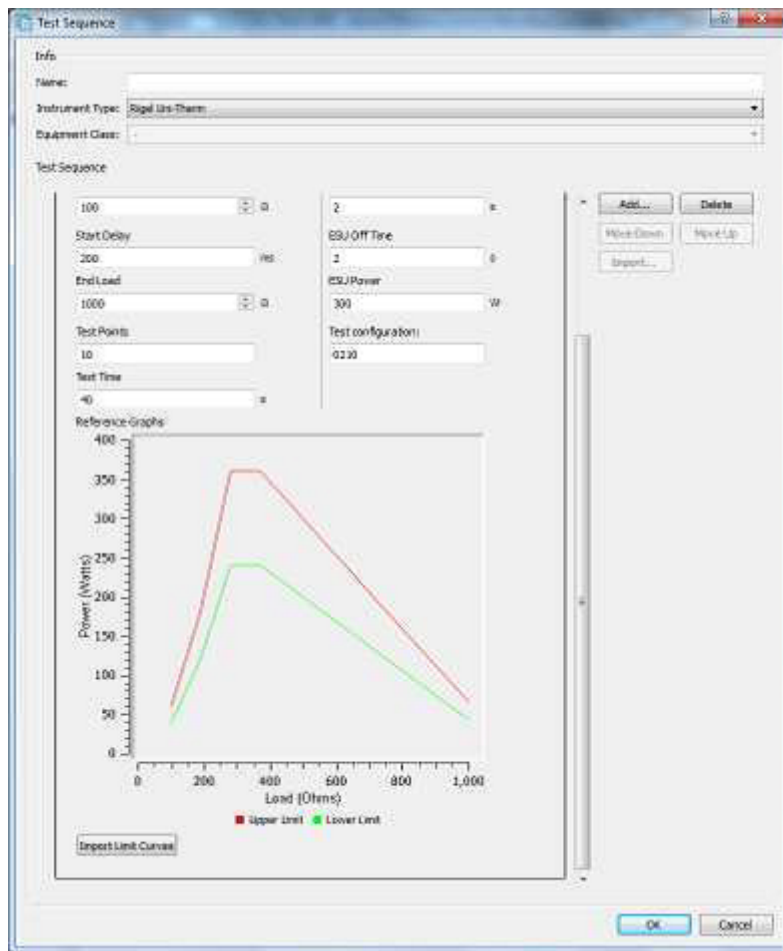 Test Sequence
Info
Name:
Instrument Type: Rigel Uni-Therm
Equipment Class: -
Test Sequence
100 Ω 2 s
Add... Delete
Start Delay ESU Off Time
Move Down Move Up
200 ms 2 s
Import...
End Load ESU Power
1000 Ω 300 W
Test Points Test configuration:
10 0210
Test Time
40 s
Reference Graphs
400
350
300
250
200
150
100
50
0
Power (Watts)
0 200 400 600 800 1,000
Load (Ohms)
Upper Limit Lower Limit
Import Limit Curves
OK Cancel